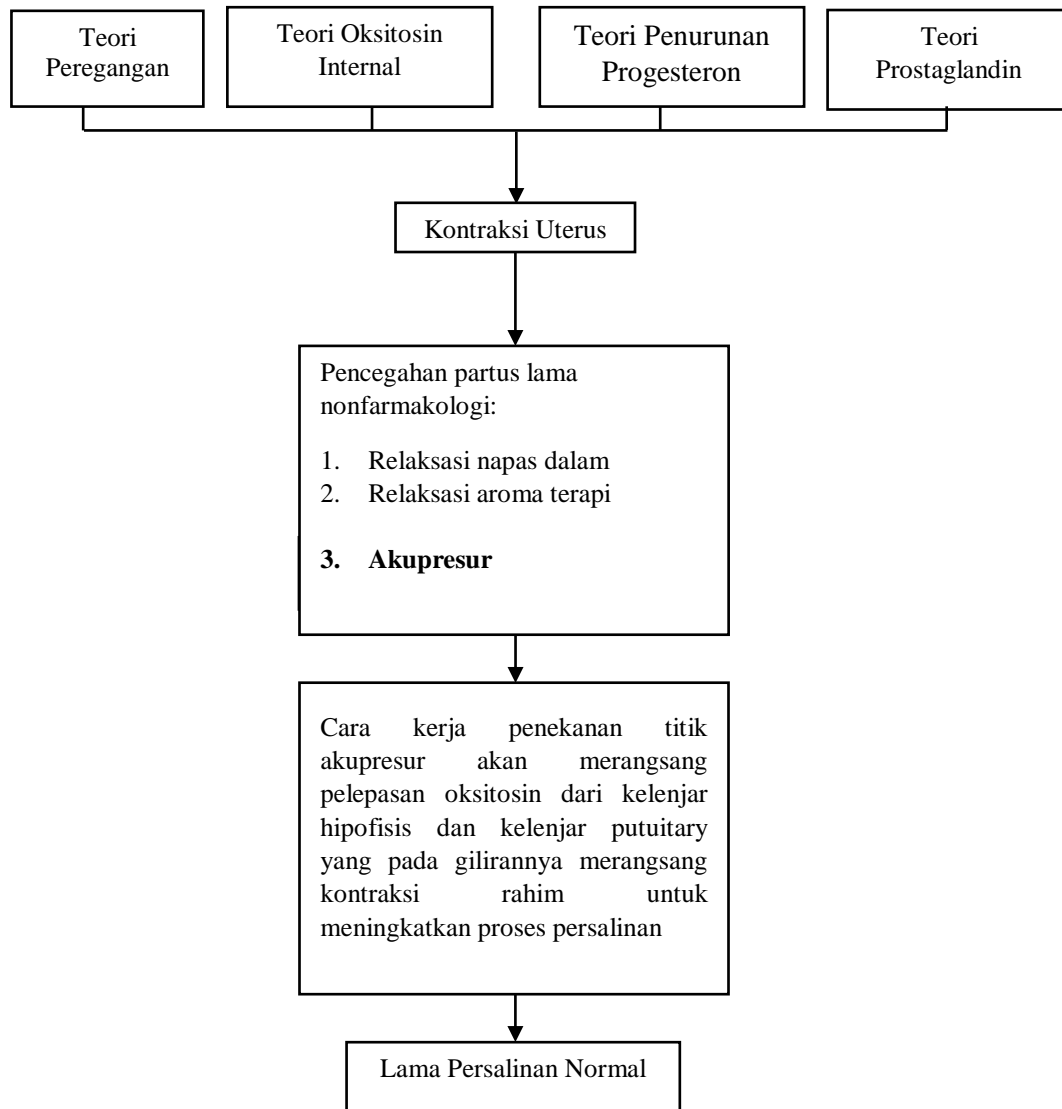 Teori
Peregangan
Teori Oksitosin
Internal
Teori Penurunan
Progesteron
Teori
Prostaglandin
Kontraksi Uterus
Pencegahan partus lama
nonfarmakologi:
1. Relaksasi napas dalam
2. Relaksasi aroma terapi
3. Akupresur
Cara kerja penekanan titik
akupresur akan merangsang
pelepasan oksitosin dari kelenjar
hipofisis dan kelenjar putuitary
yang pada gilirannya merangsang
kontraksi rahim untuk
meningkatkan proses persalinan
Lama Persalinan Normal